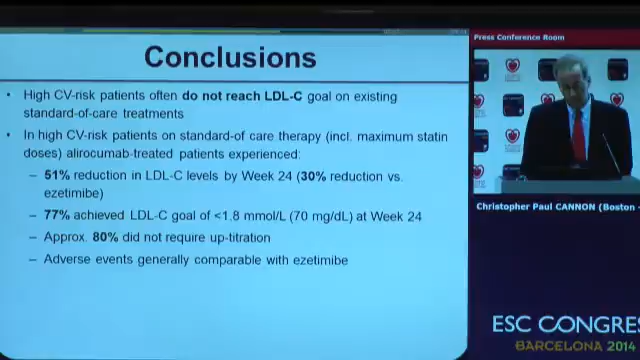 Conclusions
• High CV-risk patients often do not reach LDL-C goal on existing
standard-of-care treatments
• In high CV-risk patients on standard-of care therapy (incl. maximum statin
doses) alirocumab-treated patients experienced:
– 51% reduction in LDL-C levels by Week 24 (30% reduction vs.
ezetimibe)
– 77% achieved LDL-C goal of <1.8 mmol/L (70 mg/dL) at Week 24
– Approx. 80% did not require up-titration
– Adverse events generally comparable with ezetimibe
Press Conference Room
Christopher Paul CANNON (Boston -
ESC CONGRES
BARCELONA 2014